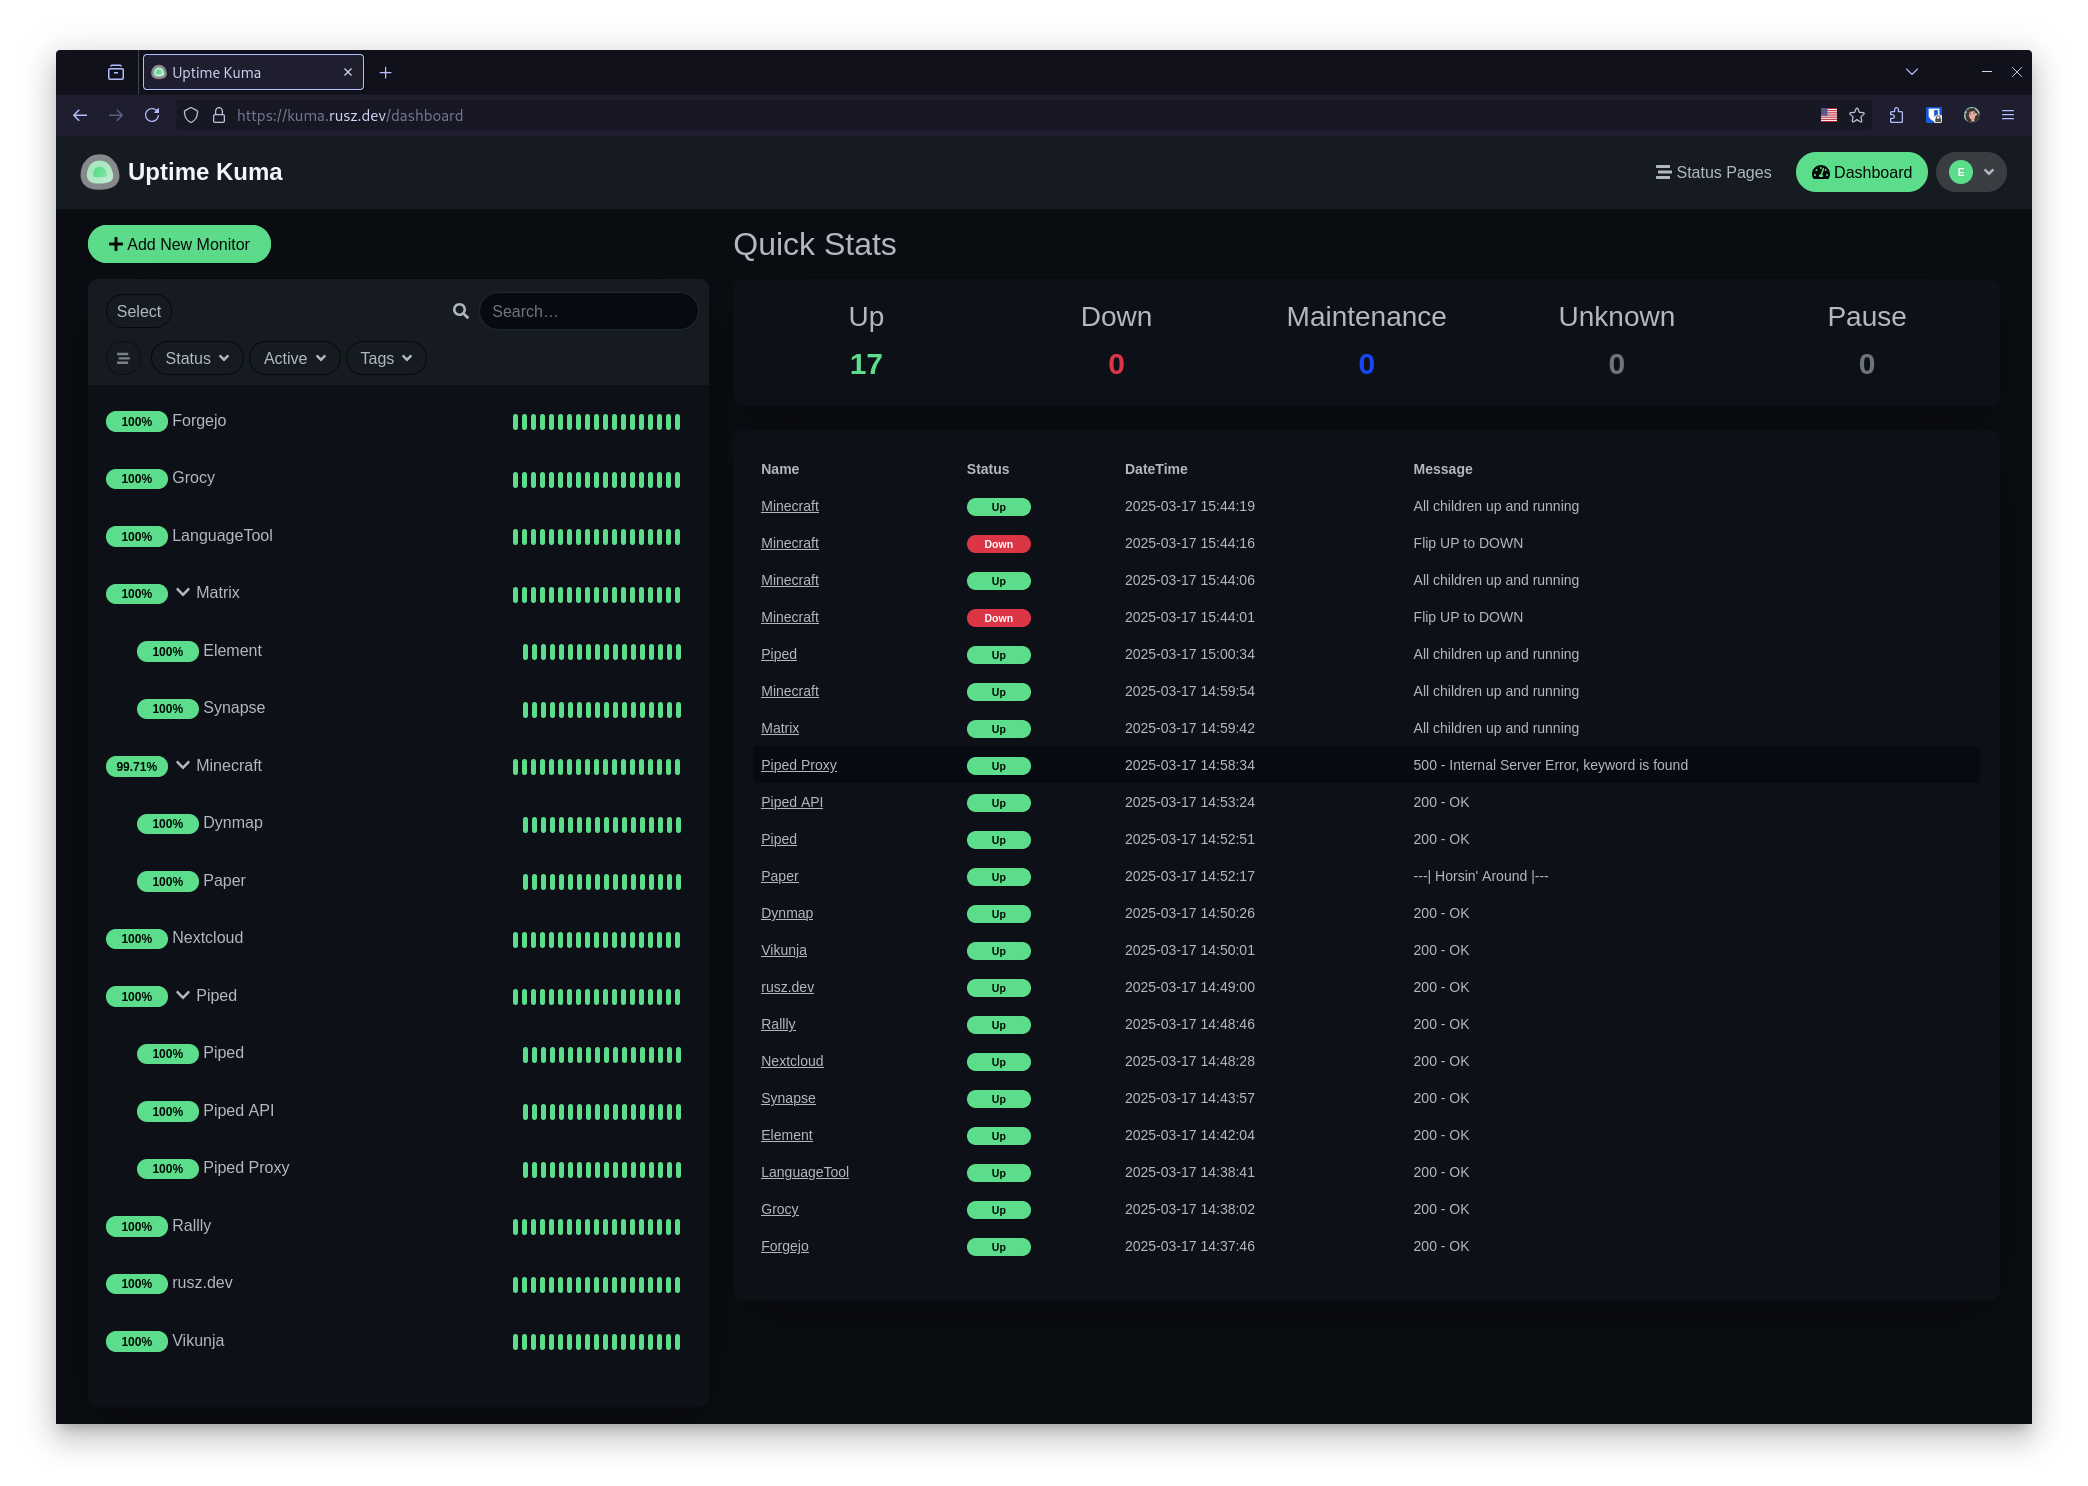 Uptime Kuma
https://kuma.rusz.dev/dashboard
Uptime Kuma
Status Pages
Dashboard
E
Add New Monitor
Select
Search…
Status
Active
Tags
100% Forgejo
100% Grocy
100% LanguageTool
100% Matrix
100% Element
100% Synapse
99.71% Minecraft
100% Dynmap
100% Paper
100% Nextcloud
100% Piped
100% Piped
100% Piped API
100% Piped Proxy
100% Rallly
100% rusz.dev
100% Vikunja
Quick Stats
Up Down Maintenance Unknown Pause
17 0 0 0 0
Name Status DateTime Message
Minecraft Up 2025-03-17 15:44:19 All children up and running
Minecraft Down 2025-03-17 15:44:16 Flip UP to DOWN
Minecraft Up 2025-03-17 15:44:06 All children up and running
Minecraft Down 2025-03-17 15:44:01 Flip UP to DOWN
Piped Up 2025-03-17 15:00:34 All children up and running
Minecraft Up 2025-03-17 14:59:54 All children up and running
Matrix Up 2025-03-17 14:59:42 All children up and running
Piped Proxy Up 2025-03-17 14:58:34 500 - Internal Server Error, keyword is found
Piped API Up 2025-03-17 14:53:24 200 - OK
Piped Up 2025-03-17 14:52:51 200 - OK
Paper Up 2025-03-17 14:52:17 ---| Horsin' Around |---
Dynmap Up 2025-03-17 14:50:26 200 - OK
Vikunja Up 2025-03-17 14:50:01 200 - OK
rusz.dev Up 2025-03-17 14:49:00 200 - OK
Rallly Up 2025-03-17 14:48:46 200 - OK
Nextcloud Up 2025-03-17 14:48:28 200 - OK
Synapse Up 2025-03-17 14:43:57 200 - OK
Element Up 2025-03-17 14:42:04 200 - OK
LanguageTool Up 2025-03-17 14:38:41 200 - OK
Grocy Up 2025-03-17 14:38:02 200 - OK
Forgejo Up 2025-03-17 14:37:46 200 - OK